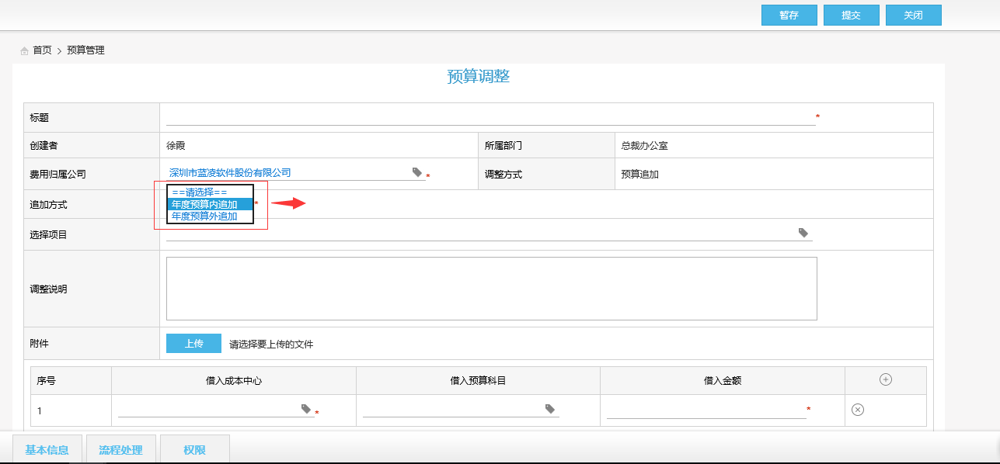 暂存 提交 关闭
首页 > 预算管理
预算调整
标题 *
创建者 徐霞 所属部门 总裁办公室
费用归属公司 深圳市蓝凌软件股份有限公司 * 调整方式 预算追加
==请选择==
追加方式 年度预算内追加 *
年度预算外追加
选择项目
调整说明
附件 上传 请选择要上传的文件
序号 借入成本中心 借入预算科目 借入金额
1 * *
基本信息 流程处理 权限